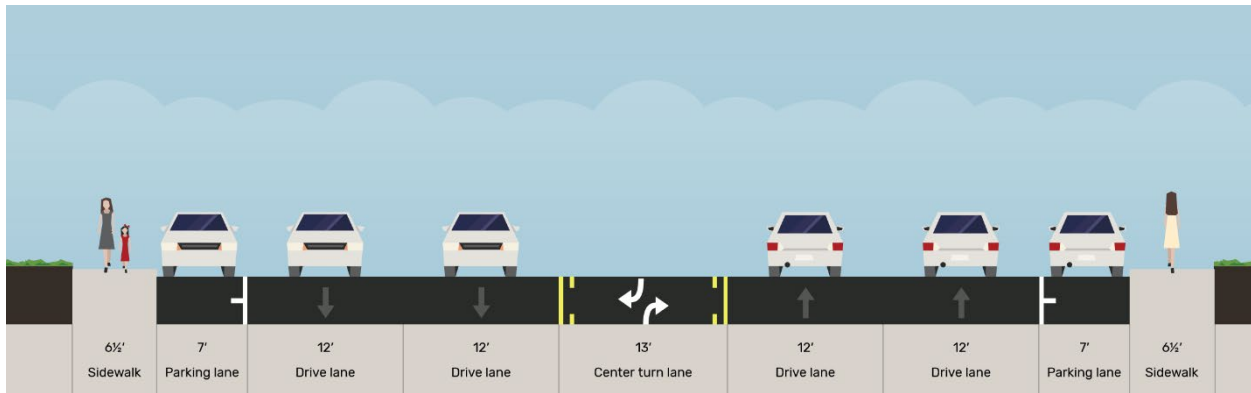 6½′
Sidewalk
7′
Parking lane
12′
Drive lane
12′
Drive lane
13′
Center turn lane
12′
Drive lane
12′
Drive lane
7′
Parking lane
6½′
Sidewalk